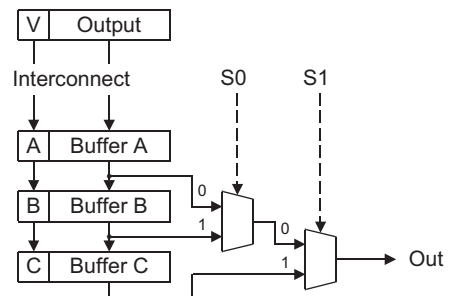 V Output
Interconnect
S0 S1
A Buffer A
0
B Buffer B
1
0
C Buffer C
1
Out